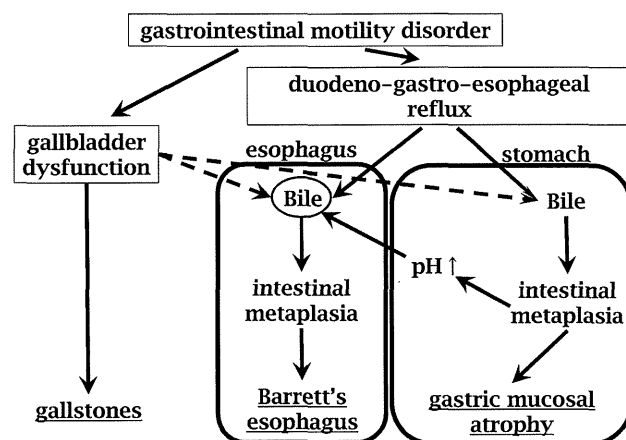 gastrointestinal motility disorder
duodeno-gastro-esophageal
reflux
gallbladder
dysfunction
esophagus
stomach
Bile
Bile
pH ↑
intestinal
metaplasia
intestinal
metaplasia
gallstones
Barrett's
esophagus
gastric mucosal
atrophy